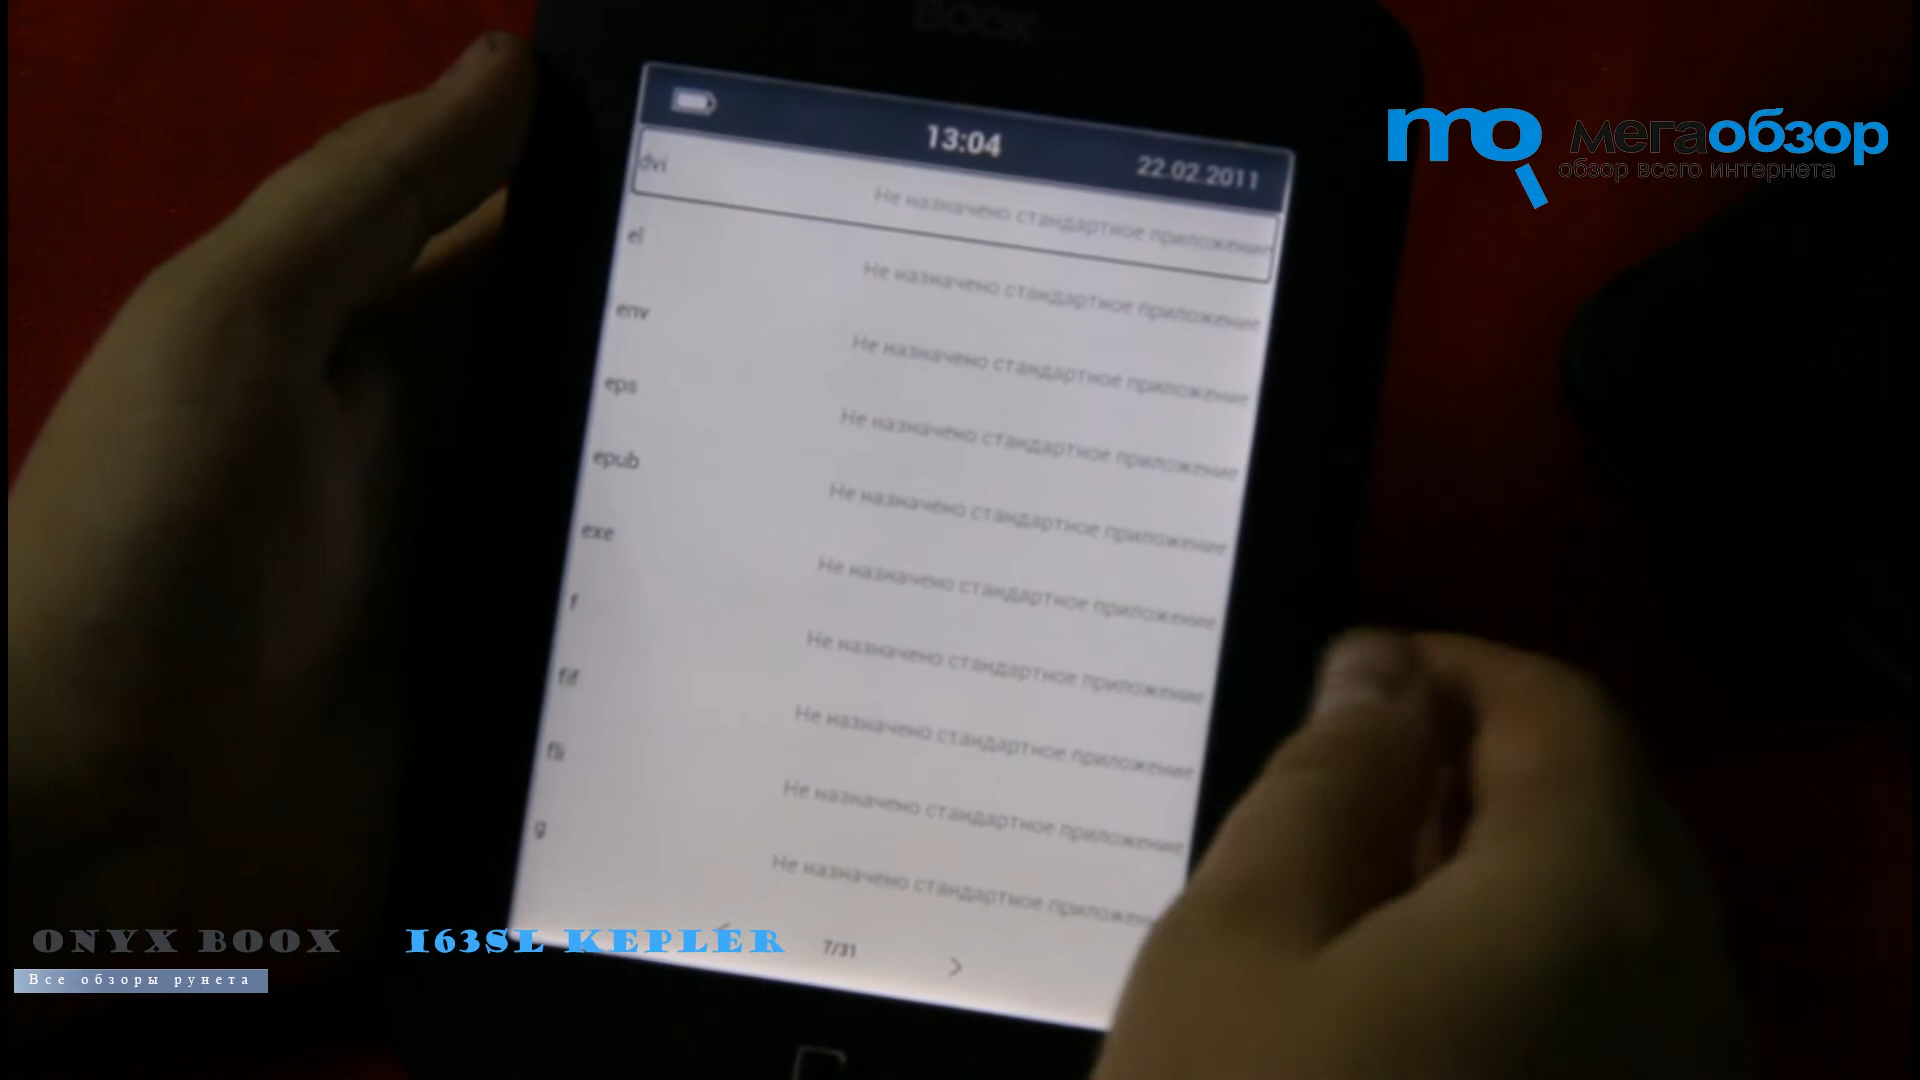 BOOX
13:04
22.02.2011
dvi Не назначено стандартное приложение
el Не назначено стандартное приложение
env Не назначено стандартное приложение
eps Не назначено стандартное приложение
epub Не назначено стандартное приложение
exe Не назначено стандартное приложение
f Не назначено стандартное приложение
fif Не назначено стандартное приложение
fli Не назначено стандартное приложение
g Не назначено стандартное приложение
7/31
мегаобзор
обзор всего интернета
ONYX BOOX I63SL KEPLER
Все обзоры рунета